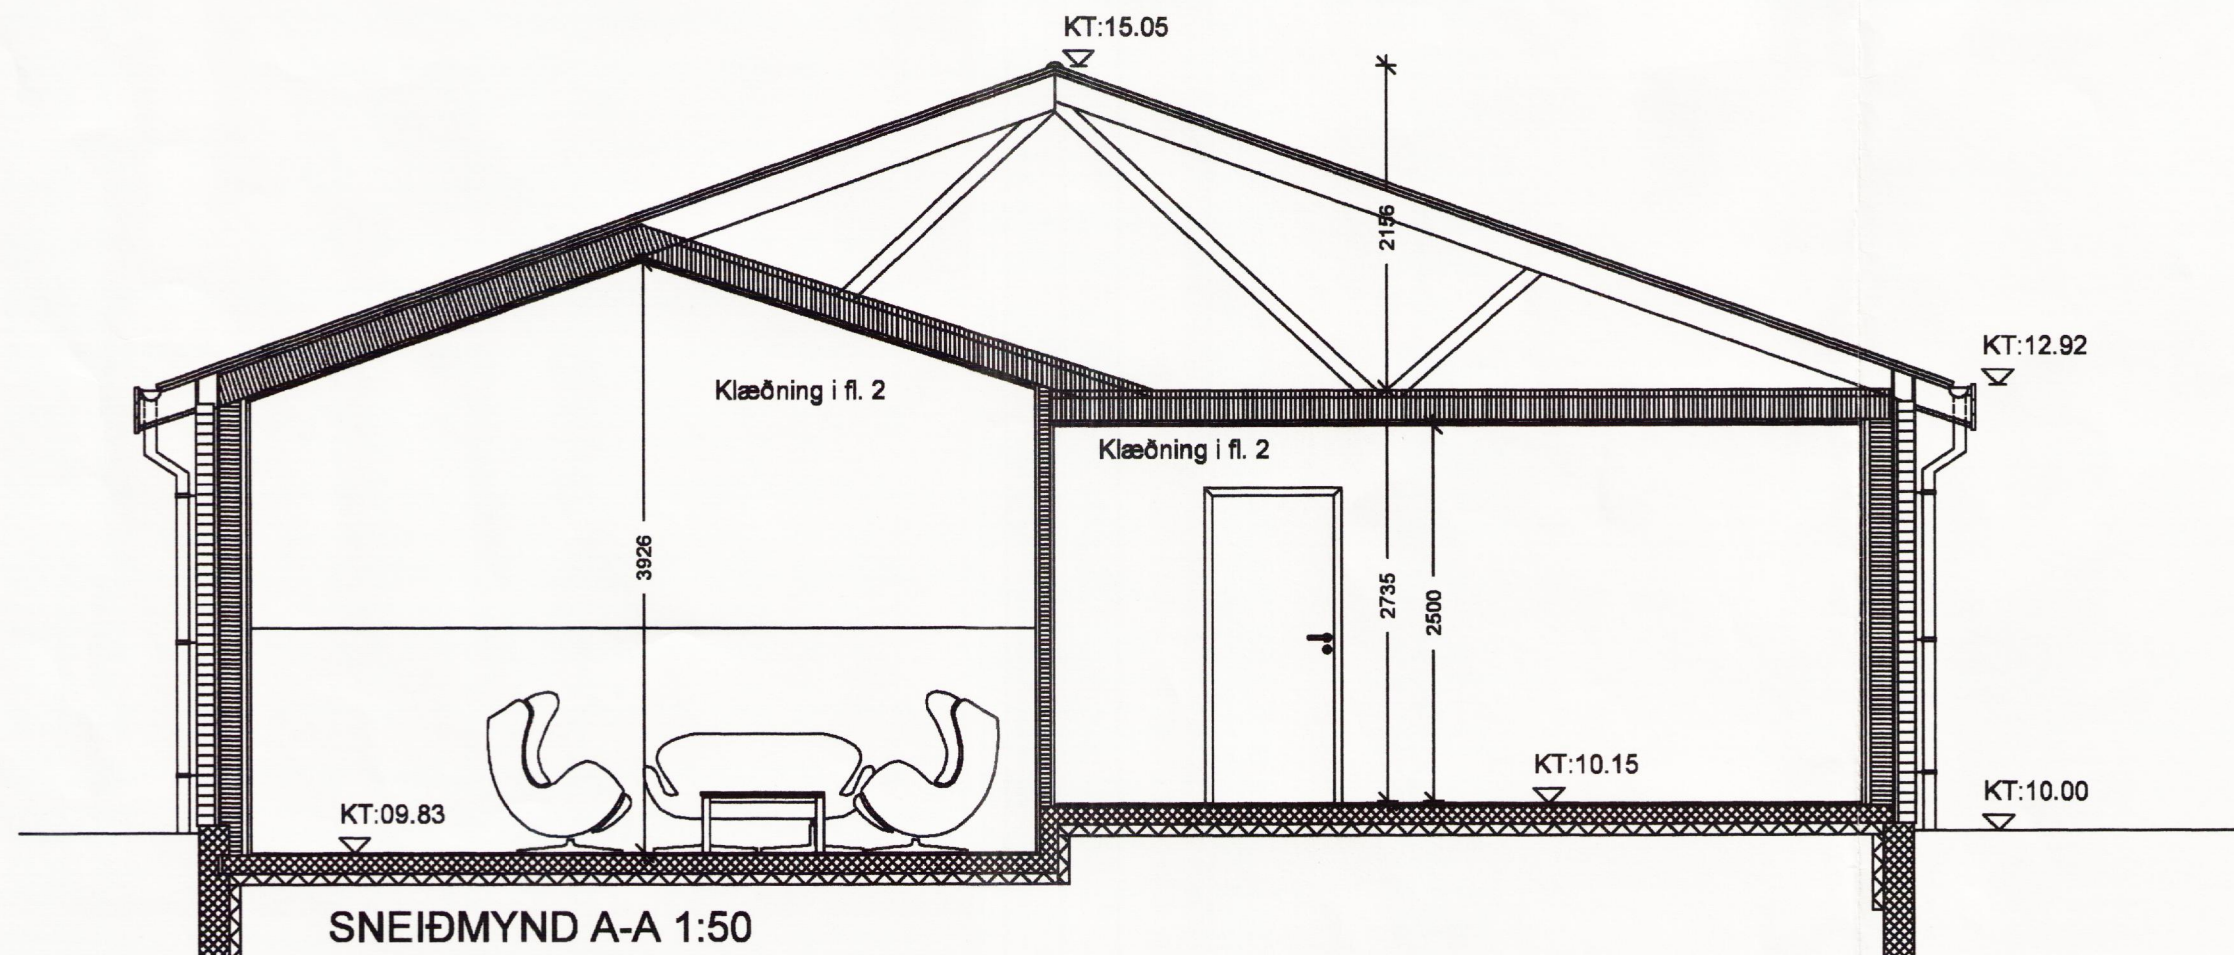 KT:15.05
2156
KT:12.92
Klæðning i fl. 2
Klæðning i fl. 2
3926
2735
2500
KT:10.15
KT:10.00
KT:09.83
SNEIÐMYND A-A 1:50